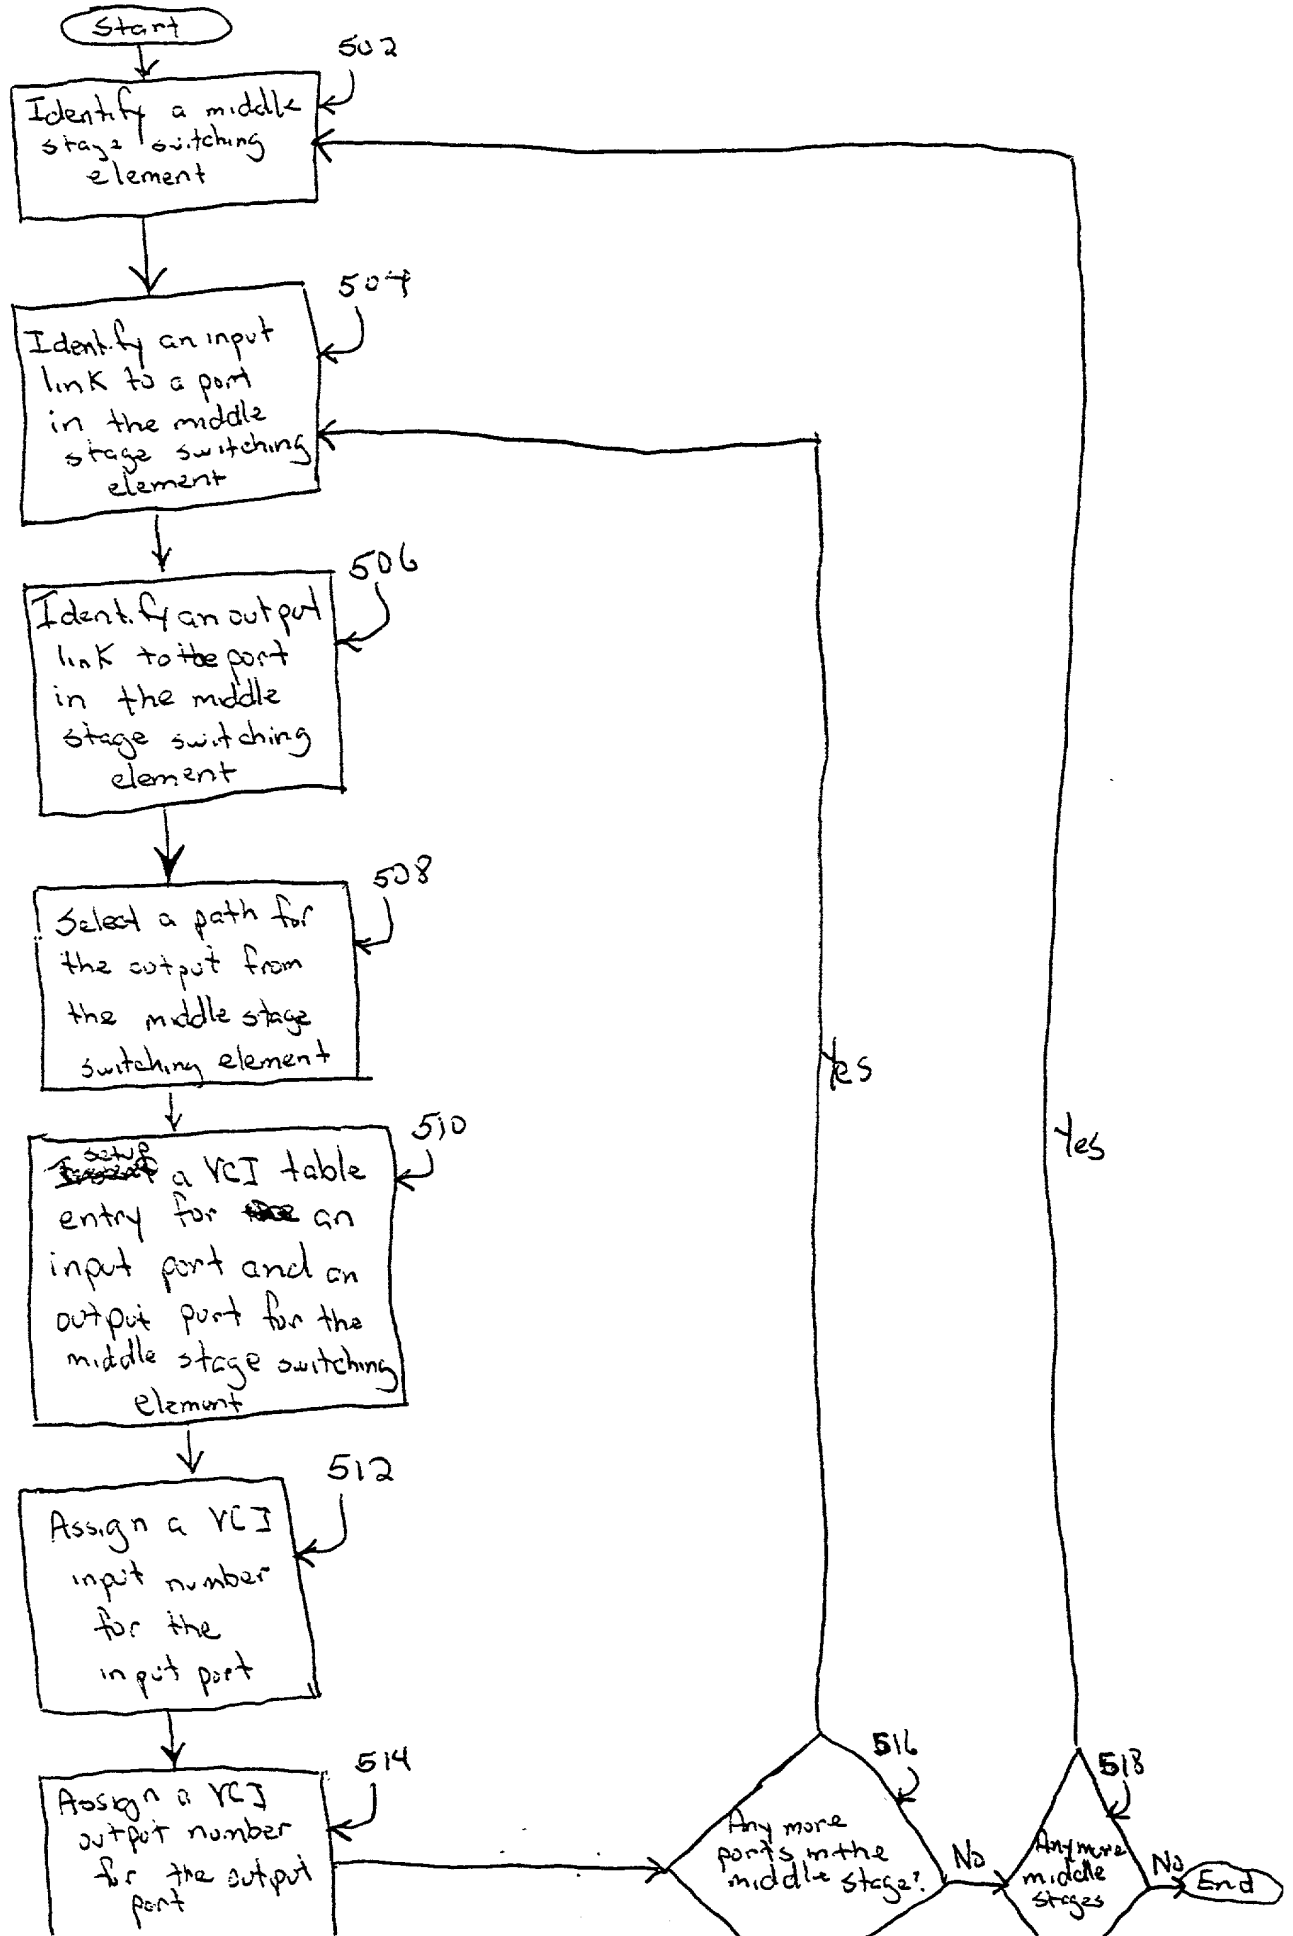 Start
502
Identify a middle
stage switching
element
504
Identify an input
link to a port
in the middle
stage switching
element
506
Identify an output
link to the port
in the middle
stage switching
element
508
Select a path for
the output from
the middle stage
switching element
510
setup
a VCI table
entry for an
input port and an
output port for the
middle stage switching
element
512
Assign a VCI
input number
for the
input port
514
Assign a VCI
output number
for the output
port
516
Any more
ports in the
middle stage?
Yes
No
518
Any more
middle
stages
Yes
No
End